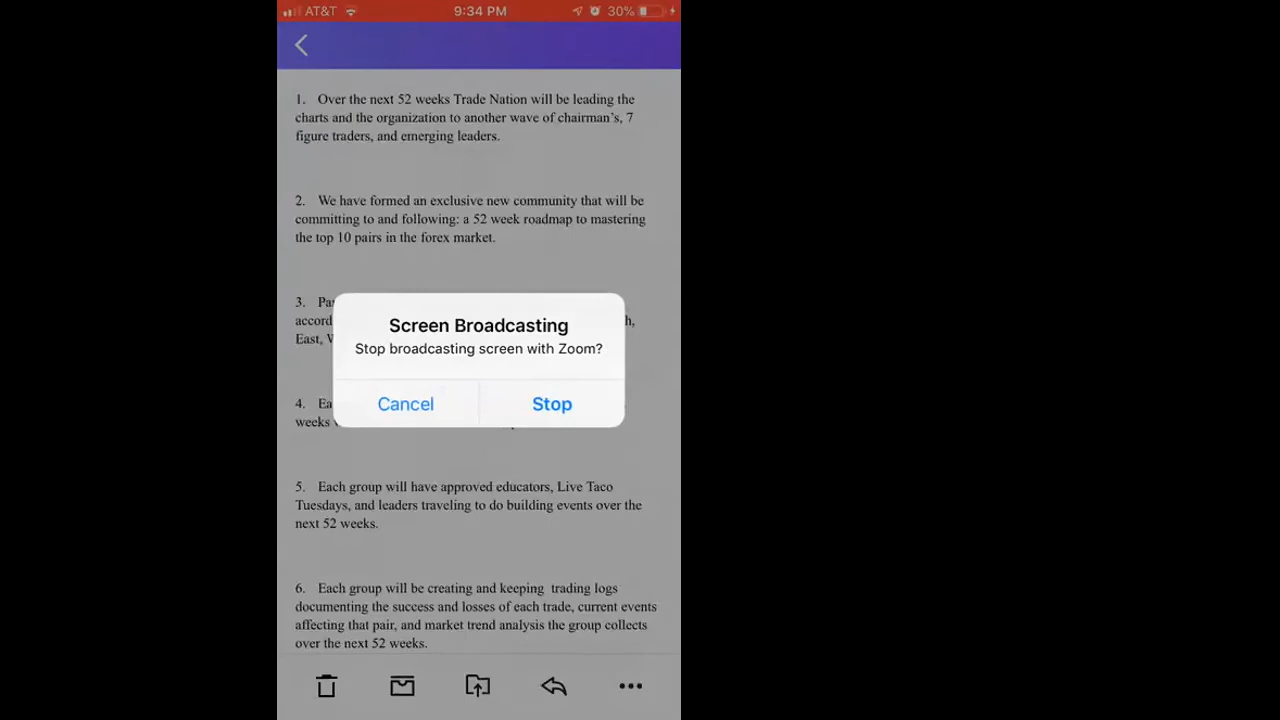 AT&T 9:34 PM 30%
1. Over the next 52 weeks Trade Nation will be leading the
charts and the organization to another wave of chairman's, 7
figure traders, and emerging leaders.
2. We have formed an exclusive new community that will be
committing to and following: a 52 week roadmap to mastering
the top 10 pairs in the forex market.
3.
East,
4.
weeks
Screen Broadcasting
Stop broadcasting screen with Zoom?
Cancel Stop
5. Each group will have approved educators, Live Taco
Tuesdays, and leaders traveling to do building events over the
next 52 weeks.
6. Each group will be creating and keeping trading logs
documenting the success and losses of each trade, current events
affecting that pair, and market trend analysis the group collects
over the next 52 weeks.